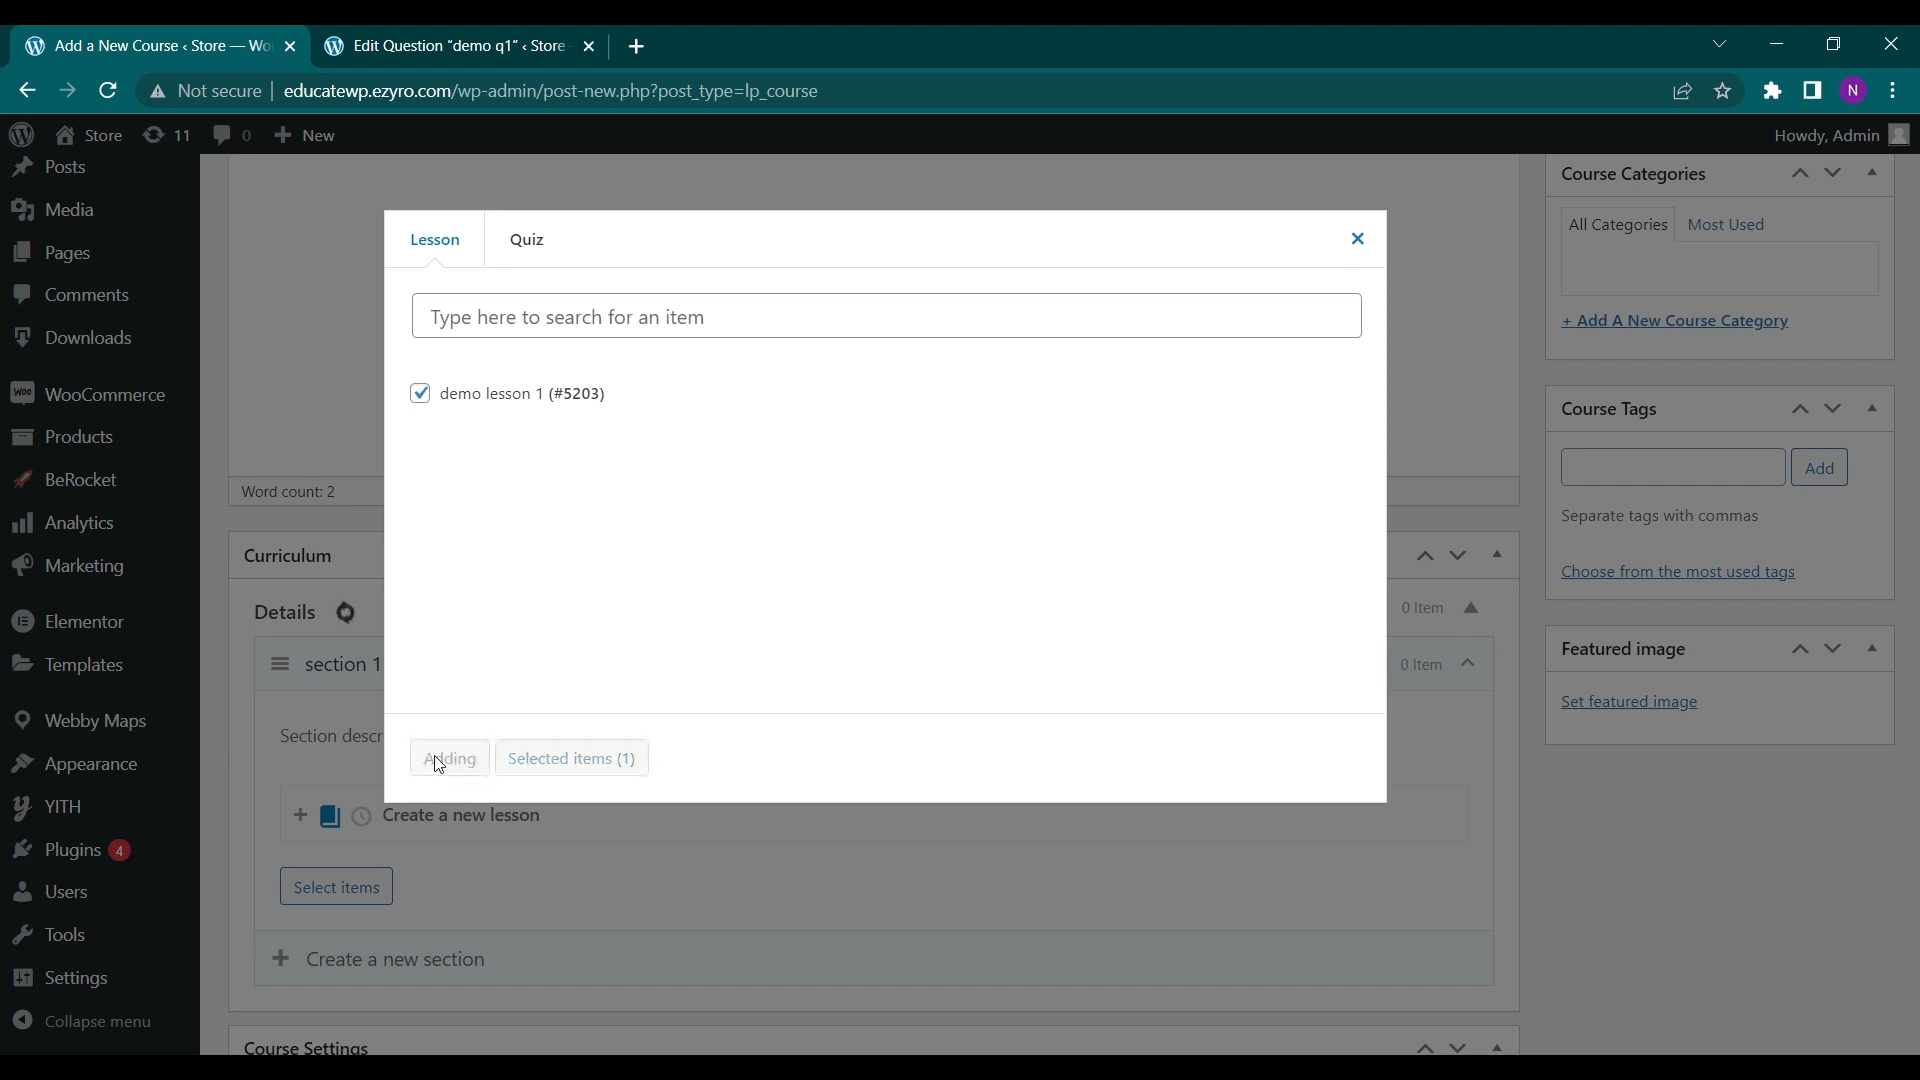 Add a New Course ‹ Store — Wo
Edit Question "demo q1" ‹ Store
Not secure
educatewp.ezyro.com/wp-admin/post-new.php?post_type=lp_course
N
Store
11
0
New
Howdy, Admin
Posts
Media
Pages
Comments
Downloads
WooCommerce
Products
BeRocket
Analytics
Marketing
Elementor
Templates
Webby Maps
Appearance
YITH
Plugins 4
Users
Tools
Settings
Collapse menu
Lesson
Quiz
Type here to search for an item
demo lesson 1 (#5203)
Adding
Selected items (1)
Word count: 2
Curriculum
Details
0 Item
section 1
0 Item
Section descr
Create a new lesson
Select items
Create a new section
Course Settings
Course Categories
All Categories
Most Used
+ Add A New Course Category
Course Tags
Add
Separate tags with commas
Choose from the most used tags
Featured image
Set featured image